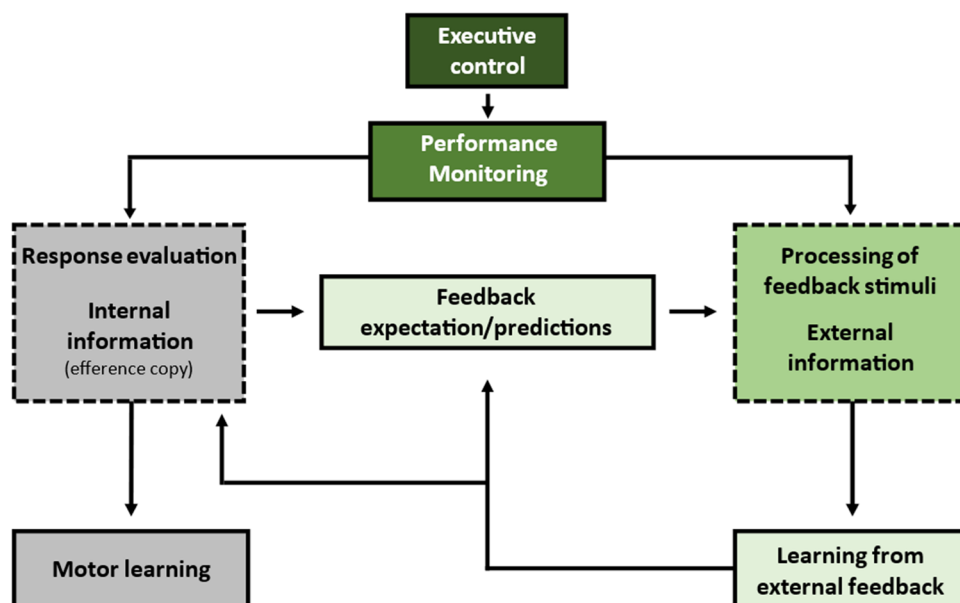 Executive
control
Performance
Monitoring
Response evaluation
Internal
information
(efference copy)
Feedback
expectation/predictions
Processing of
feedback stimuli
External
information
Motor learning
Learning from
external feedback